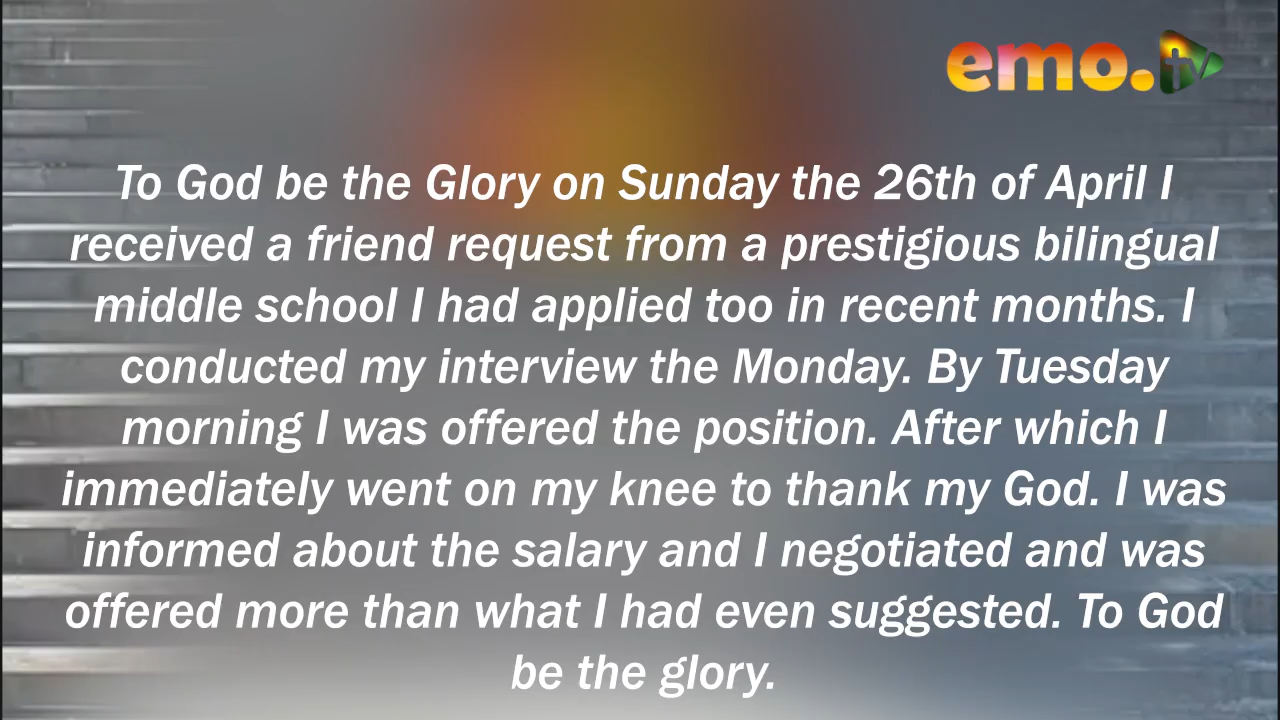 emo.tv
To God be the Glory on Sunday the 26th of April I
received a friend request from a prestigious bilingual
middle school I had applied too in recent months. I
conducted my interview the Monday. By Tuesday
morning I was offered the position. After which I
immediately went on my knee to thank my God. I was
informed about the salary and I negotiated and was
offered more than what I had even suggested. To God
be the glory.